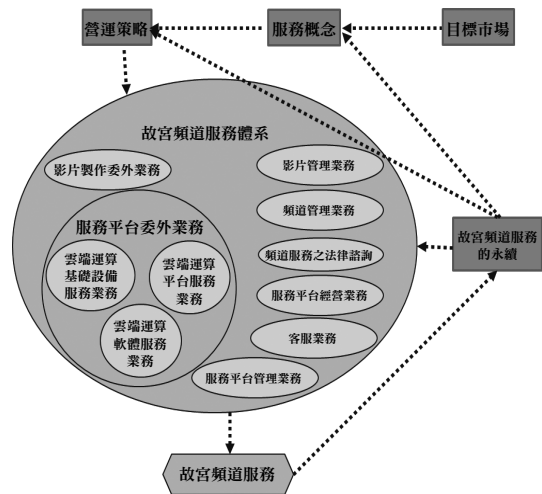 營運策略
服務概念
目標市場
故宮頻道服務體系
影片製作委外業務
影片管理業務
頻道管理業務
頻道服務之法律諮詢
服務平台經營業務
客服業務
服務平台管理業務
服務平台委外業務
雲端運算
基礎設備
服務業務
雲端運算
平台服務
業務
雲端運算
軟體服務
業務
故宮頻道服務
的永續
故宮頻道服務